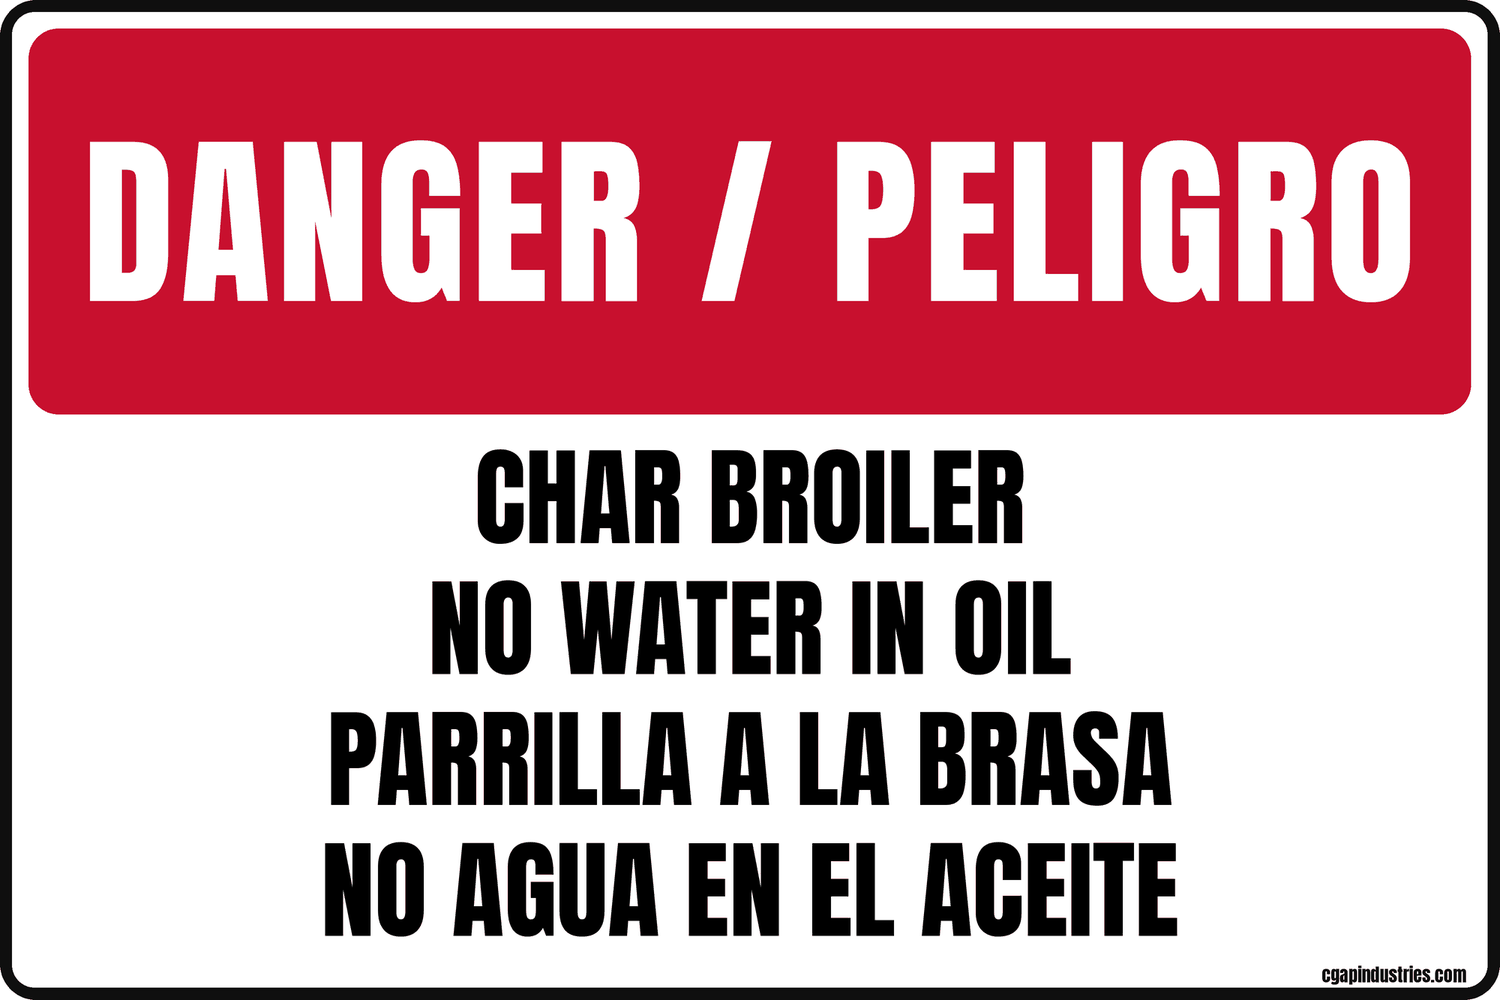 DANGER / PELIGRO
CHAR BROILER
NO WATER IN OIL
PARRILLA A LA BRASA
NO AGUA EN EL ACEITE
cgapindustries.com